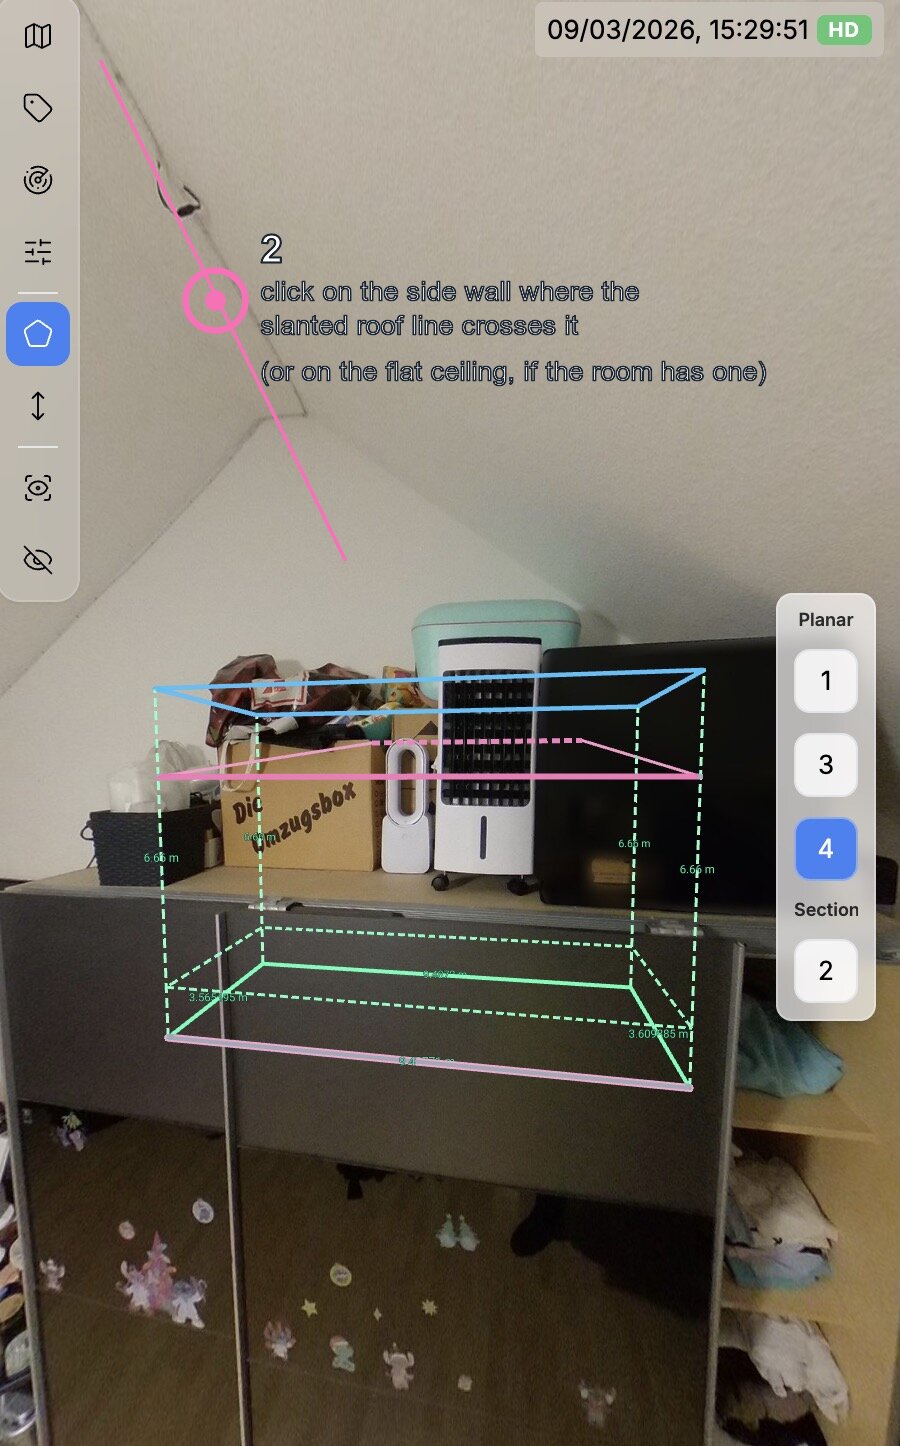 09/03/2026, 15:29:51 HD
2
click on the side wall where the
slanted roof line crosses it
(or on the flat ceiling, if the room has one)
Planar
1
3
4
Section
2
Die
Umzugsbox
6.66 m
6.66 m
6.66 m
3.609885 m